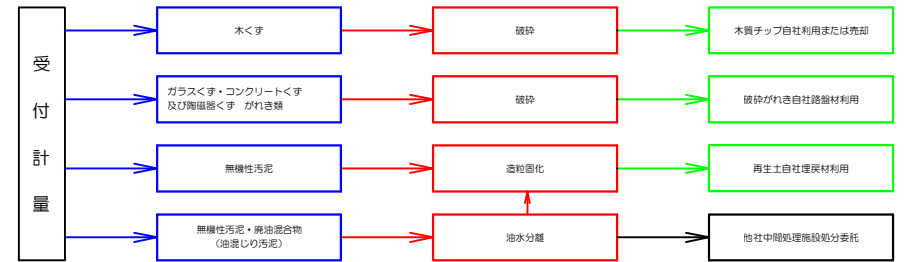 受付計量
木くず
破砕
木質チップ自社利用または売却
ガラスくず・コンクリートくず
及び陶磁器くず　がれき類
破砕
破砕がれき自社路盤材利用
無機性汚泥
造粒固化
再生土自社埋戻材利用
無機性汚泥・廃油混合物
（油混じり汚泥）
油水分離
他社中間処理施設処分委託